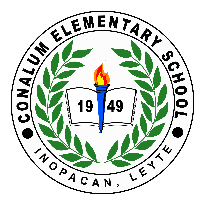 CONALUM ELEMENTARY SCHOOL
19 49
INOPACAN, LEYTE